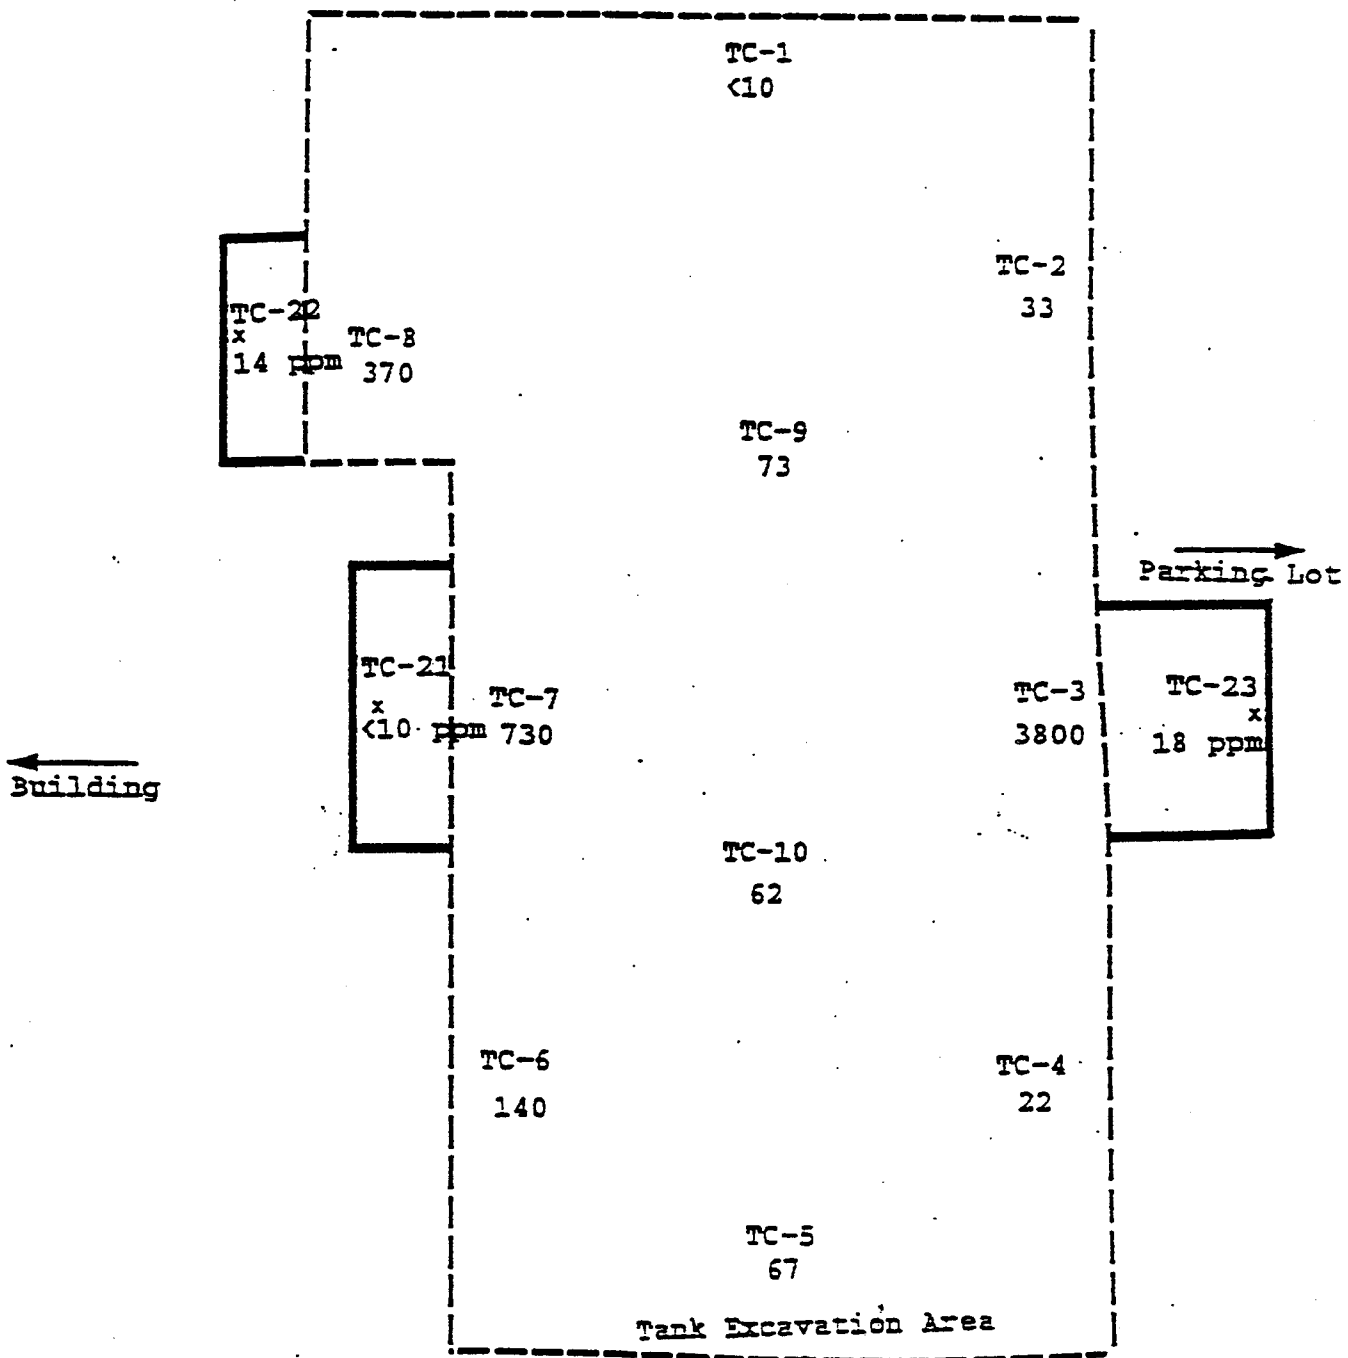 TC-1
<10
TC-2
33
TC-22
x
14 ppm
TC-8
370
TC-9
73
Parking Lot
TC-21
x
<10 ppm
TC-7
730
TC-3
3800
TC-23
x
18 ppm
Building
TC-10
62
TC-6
140
TC-4
22
TC-5
67
Tank Excavation Area